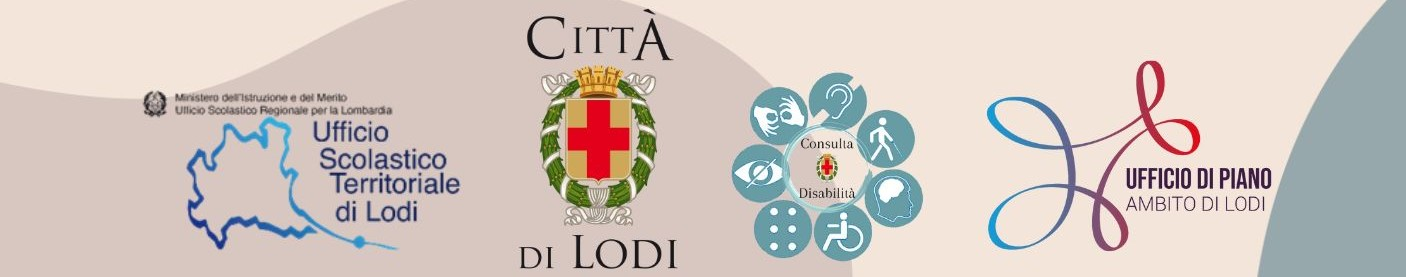 Ministero dell'Istruzione e del Merito
Ufficio Scolastico Regionale per la Lombardia
Ufficio
Scolastico
Territoriale
di Lodi
CITTÀ
DI LODI
Consulta
Disabilità
UFFICIO DI PIANO
AMBITO DI LODI